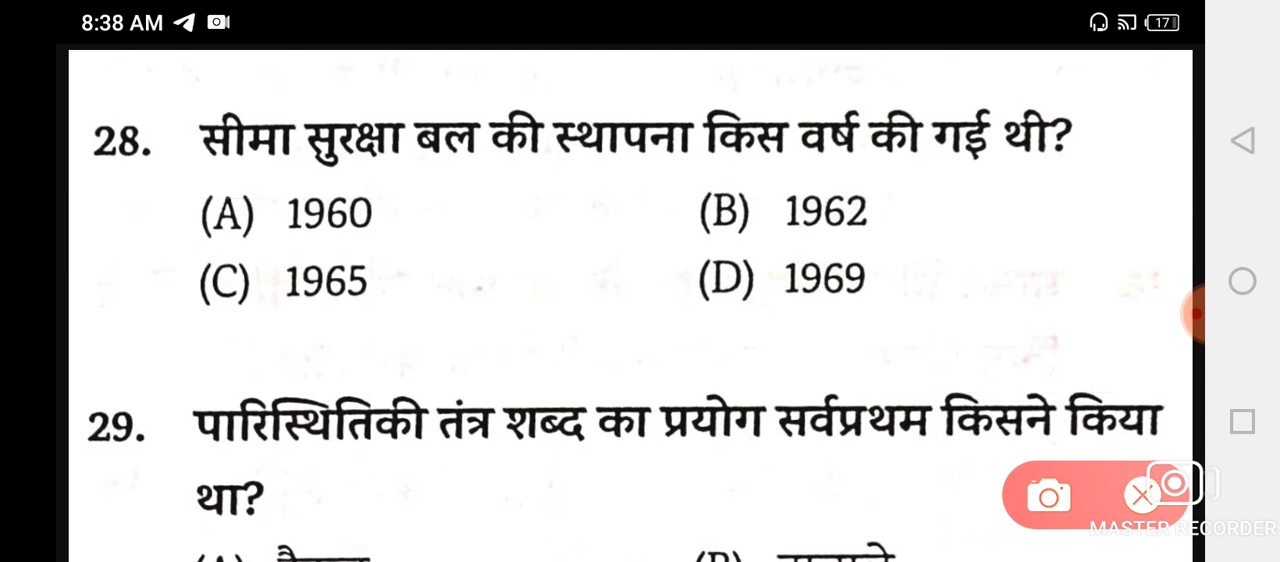 8:38 AM
17
28. सीमा सुरक्षा बल की स्थापना किस वर्ष की गई थी?
(A) 1960 (B) 1962
(C) 1965 (D) 1969
29. पारिस्थितिकी तंत्र शब्द का प्रयोग सर्वप्रथम किसने किया
था?
MASTER RECORDER